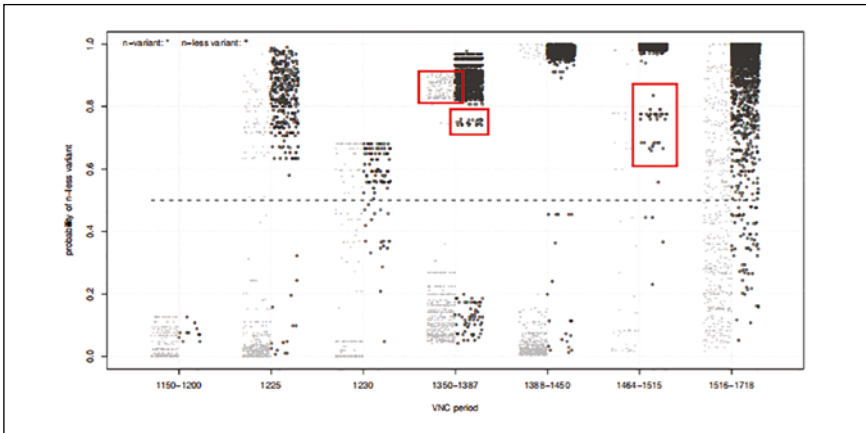 n-variant: * n-less variant: *
1.0
0.8
0.6
0.4
0.2
0.0
probability of n-less variant
1150-1200 1225 1230 1350-1387 1388-1450 1464-1515 1516-1718
VNC period